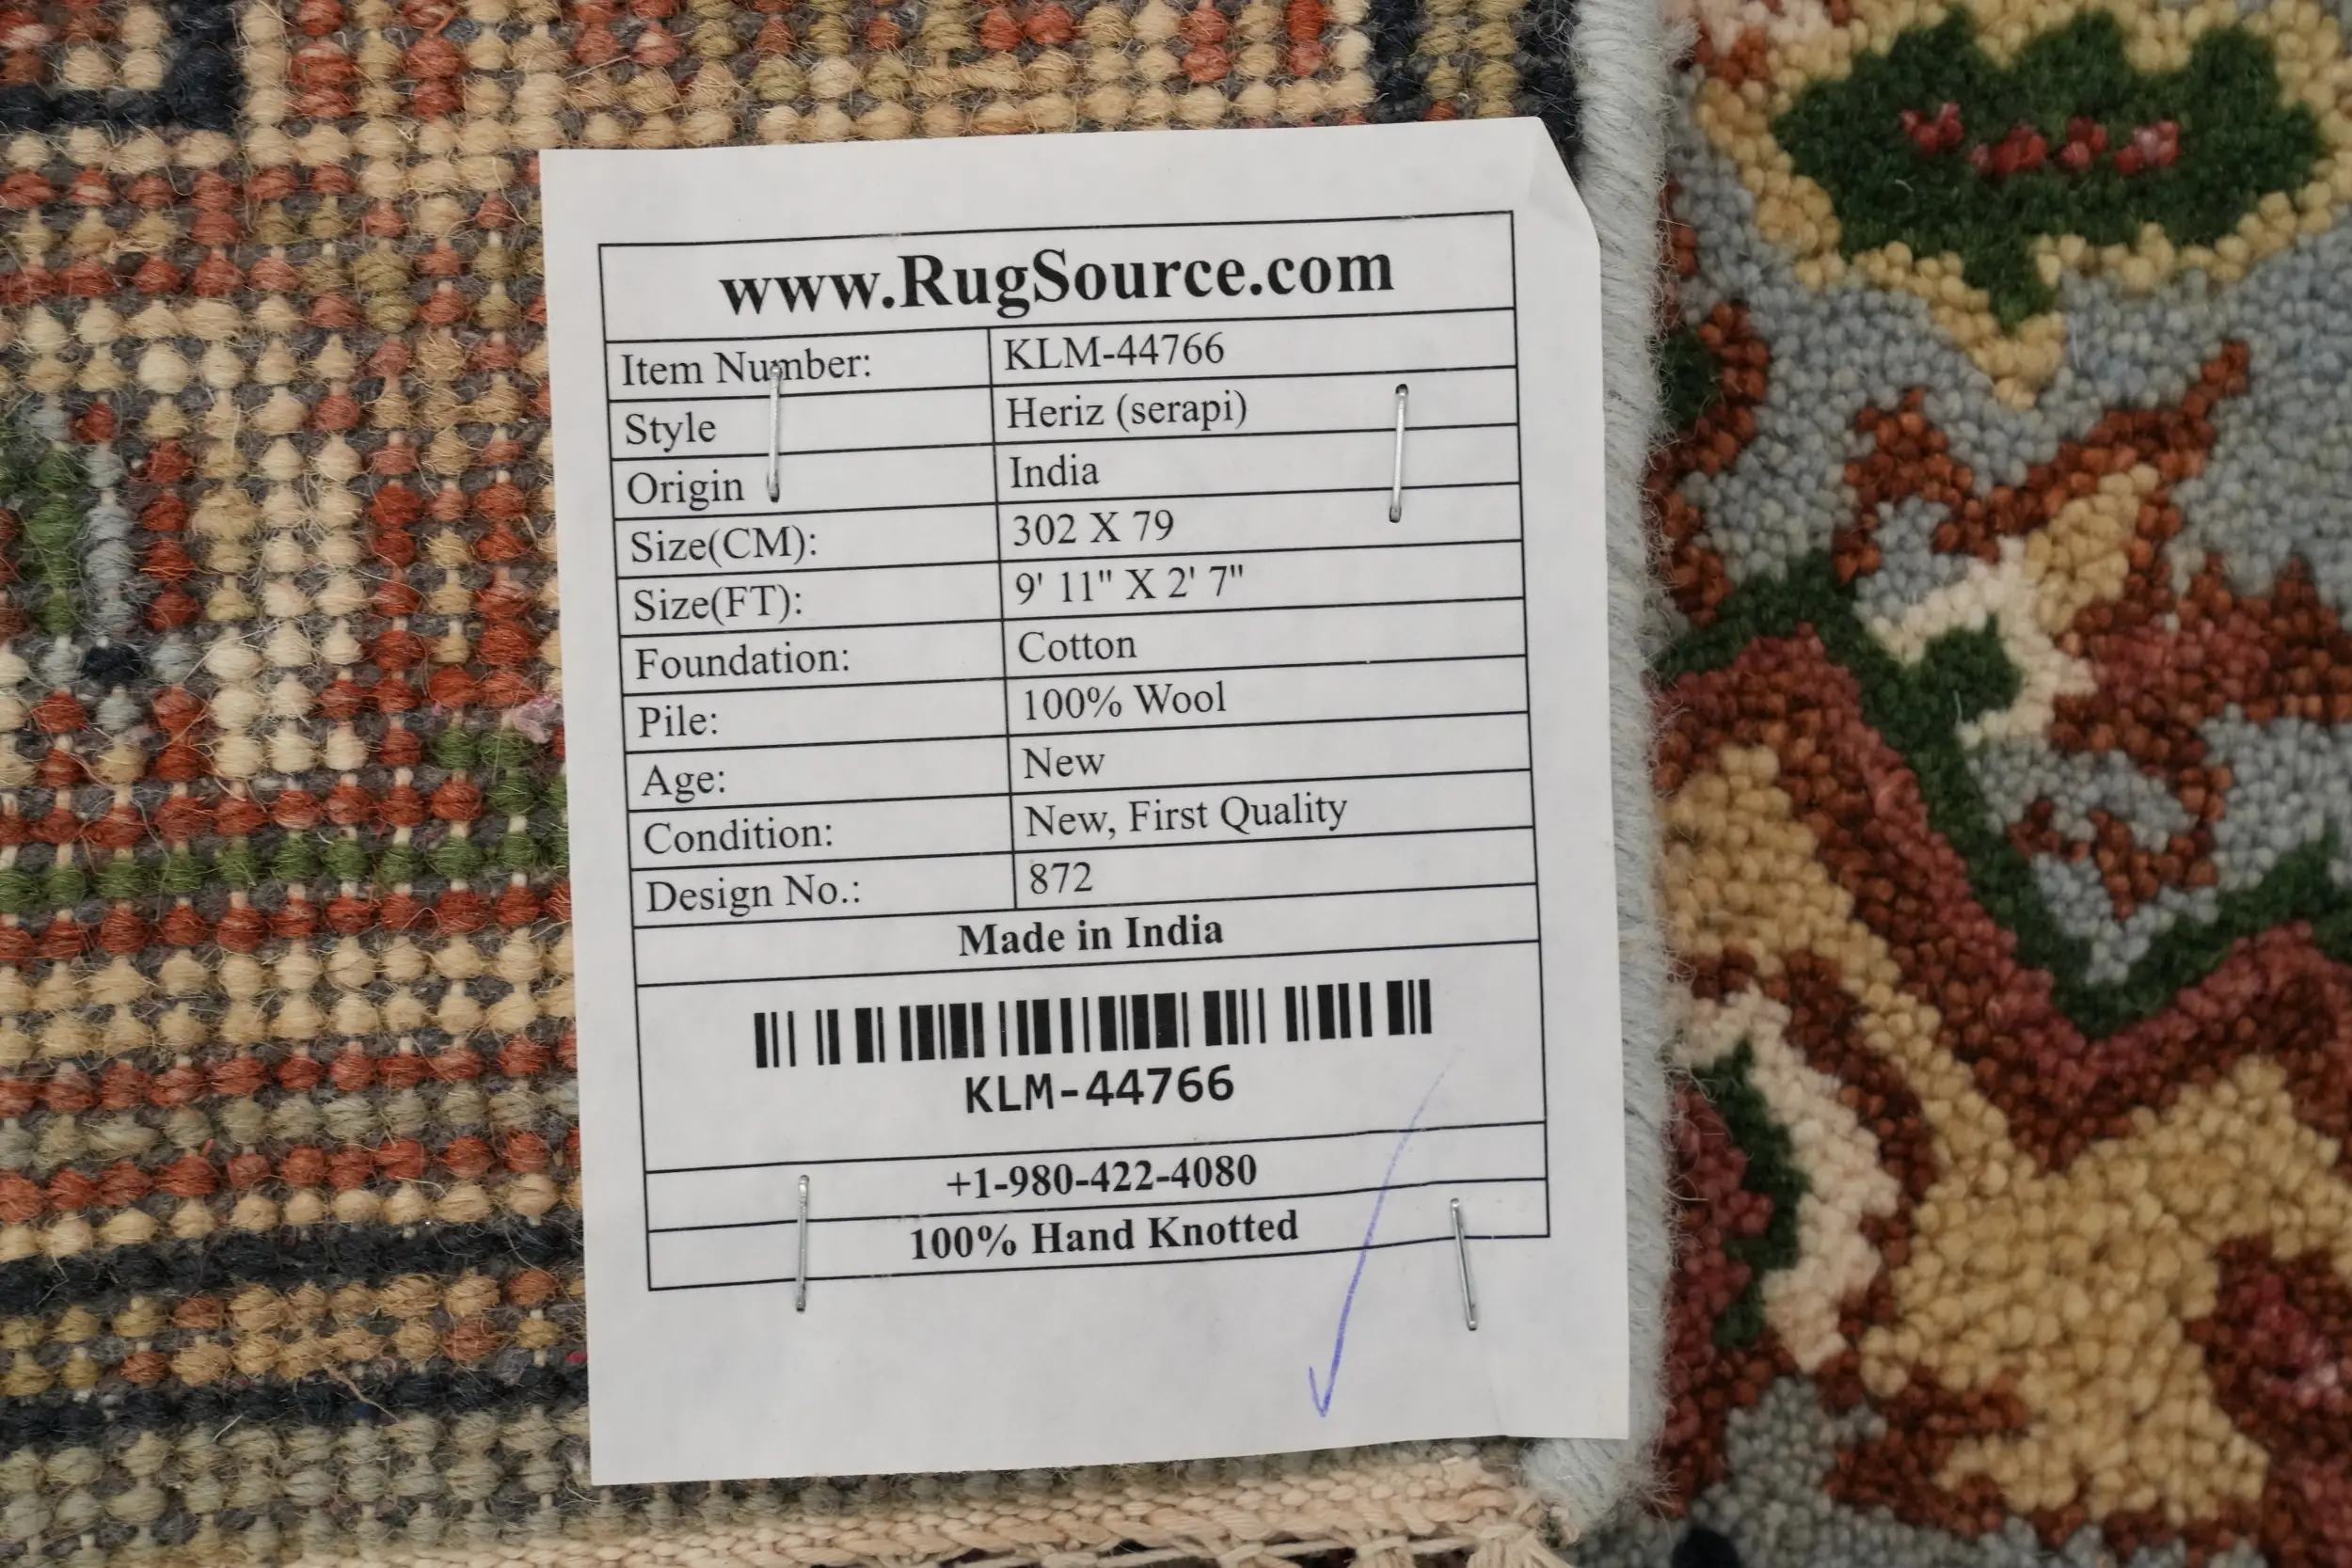 www.RugSource.com
Item Number: KLM-44766
Style Heriz (serapi)
Origin India
Size(CM): 302 X 79
Size(FT): 9' 11" X 2' 7"
Foundation: Cotton
Pile: 100% Wool
Age: New
Condition: New, First Quality
Design No.: 872
Made in India
KLM-44766
+1-980-422-4080
100% Hand Knotted